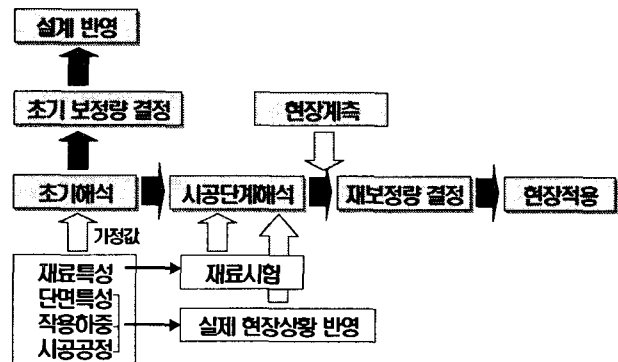 설계 반영
초기 보정량 결정
현장계측
초기해석
시공단계해석
재보정량 결정
현장적용
가정값
재료특성
재료시험
단면특성
작용하중
실제 현장상황 반영
시공공정